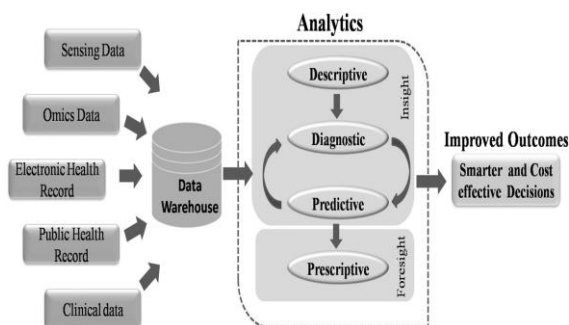 Sensing Data
Omics Data
Electronic Health
Record
Public Health
Record
Clinical data
Data
Warehouse
Analytics
Descriptive
Diagnostic
Predictive
Insight
Prescriptive
Foresight
Improved Outcomes
Smarter and Cost
effective Decisions